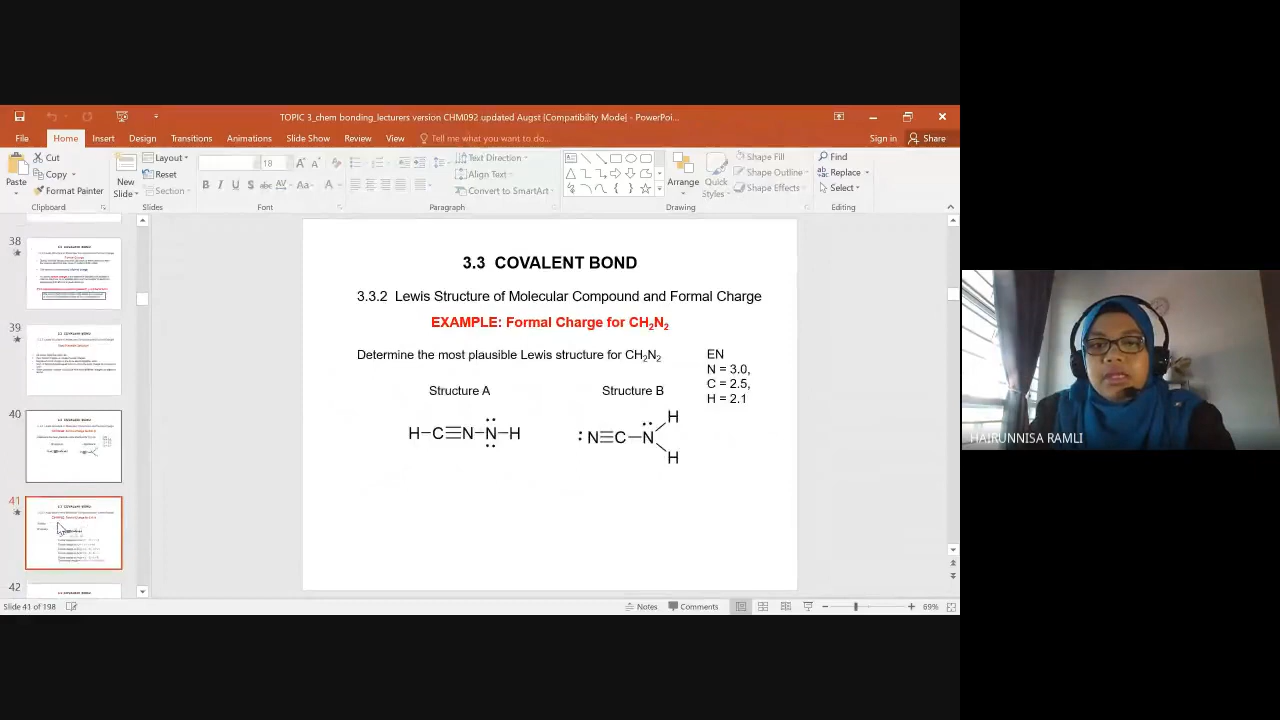 TOPIC 3_chem bonding_lecturers version CHM092 updated Augst [Compatibility Mode] - PowerPoi...
File Home Insert Design Transitions Animations Slide Show Review View Tell me what you want to do... Sign in Share
Paste Cut Copy Format Painter Clipboard
New Slide Layout Reset Section Slides
18 Font
Text Direction Align Text Convert to SmartArt Paragraph
Arrange Quick Styles Shape Fill Shape Outline Shape Effects Drawing
Find Replace Select Editing
38
39
40
41
42
3.3 COVALENT BOND
3.3.2 Lewis Structure of Molecular Compound and Formal Charge
EXAMPLE: Formal Charge for CH2N2
Determine the most plausible Lewis structure for CH2N2
EN
N = 3.0,
C = 2.5,
H = 2.1
Structure A Structure B
H–C≡N–N–H
:N≡C–N
H
H
HAIRUNNISA RAMLI
Slide 41 of 198 Notes Comments 69%